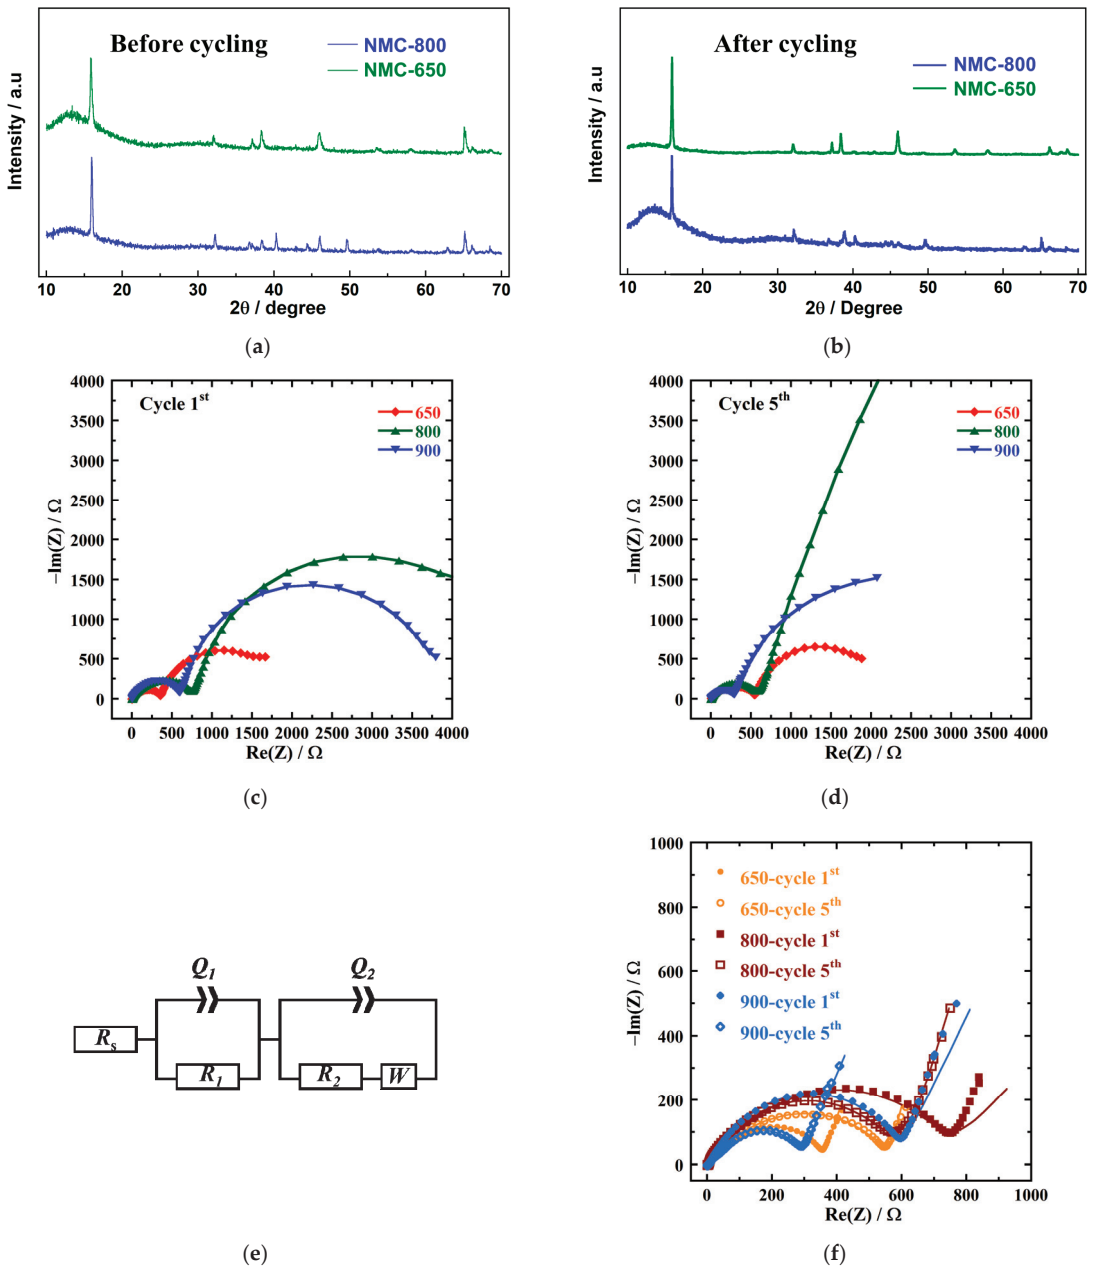 Before cycling
NMC-800
NMC-650
Intensity / a.u
10 20 30 40 50 60 70
2θ / degree
(a)
After cycling
NMC-800
NMC-650
Intensity / a.u
10 20 30 40 50 60 70
2θ / Degree
(b)
Cycle 1st
650
800
900
4000
3500
3000
2500
2000
1500
1000
500
0
−Im(Z) / Ω
0 500 1000 1500 2000 2500 3000 3500 4000
Re(Z) / Ω
(c)
Cycle 5th
650
800
900
4000
3500
3000
2500
2000
1500
1000
500
0
−Im(Z) / Ω
0 500 1000 1500 2000 2500 3000 3500 4000
Re(Z) / Ω
(d)
Q1 Q2
Rs
R1 R2 W
(e)
650-cycle 1st
650-cycle 5th
800-cycle 1st
800-cycle 5th
900-cycle 1st
900-cycle 5th
1000
800
600
400
200
0
−Im(Z) / Ω
0 200 400 600 800 1000
Re(Z) / Ω
(f)